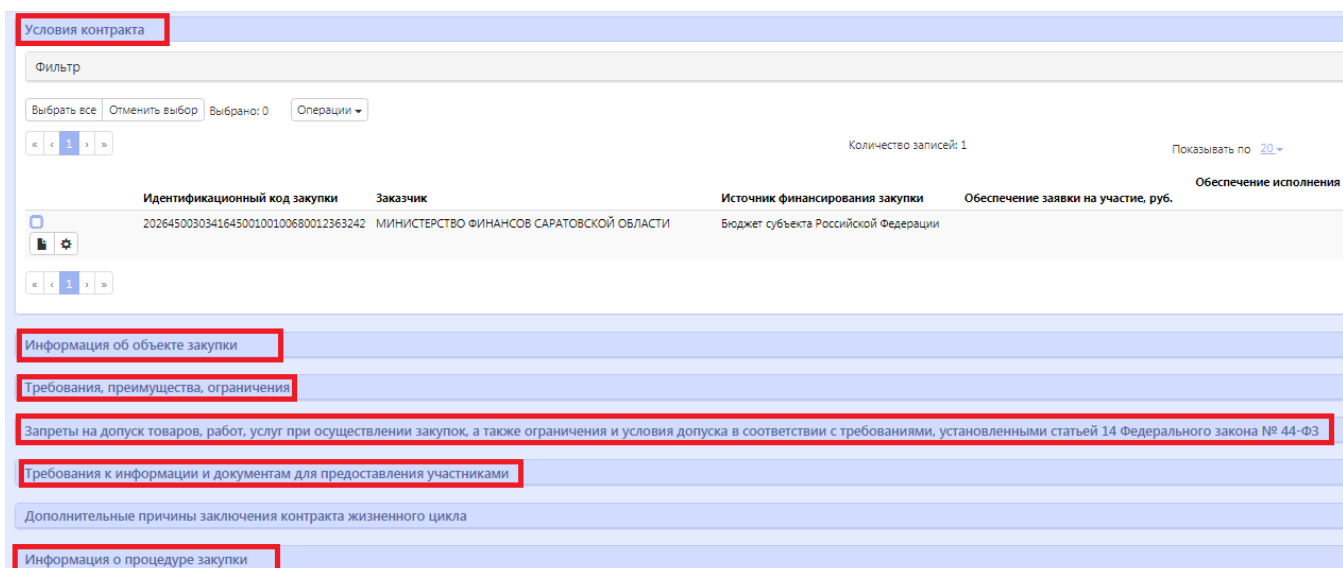 Условия контракта
Фильтр
Выбрать все Отменить выбор Выбрано: 0 Операции
« ‹ 1 › » Количество записей: 1 Показывать по 20
Обеспечение исполнения
Идентификационный код закупки Заказчик Источник финансирования закупки Обеспечение заявки на участие, руб.
202645003034164500100100680012363242 МИНИСТЕРСТВО ФИНАНСОВ САРАТОВСКОЙ ОБЛАСТИ Бюджет субъекта Российской Федерации
« ‹ 1 › »
Информация об объекте закупки
Требования, преимущества, ограничения
Запреты на допуск товаров, работ, услуг при осуществлении закупок, а также ограничения и условия допуска в соответствии с требованиями, установленными статьей 14 Федерального закона № 44-ФЗ
Требования к информации и документам для предоставления участниками
Дополнительные причины заключения контракта жизненного цикла
Информация о процедуре закупки